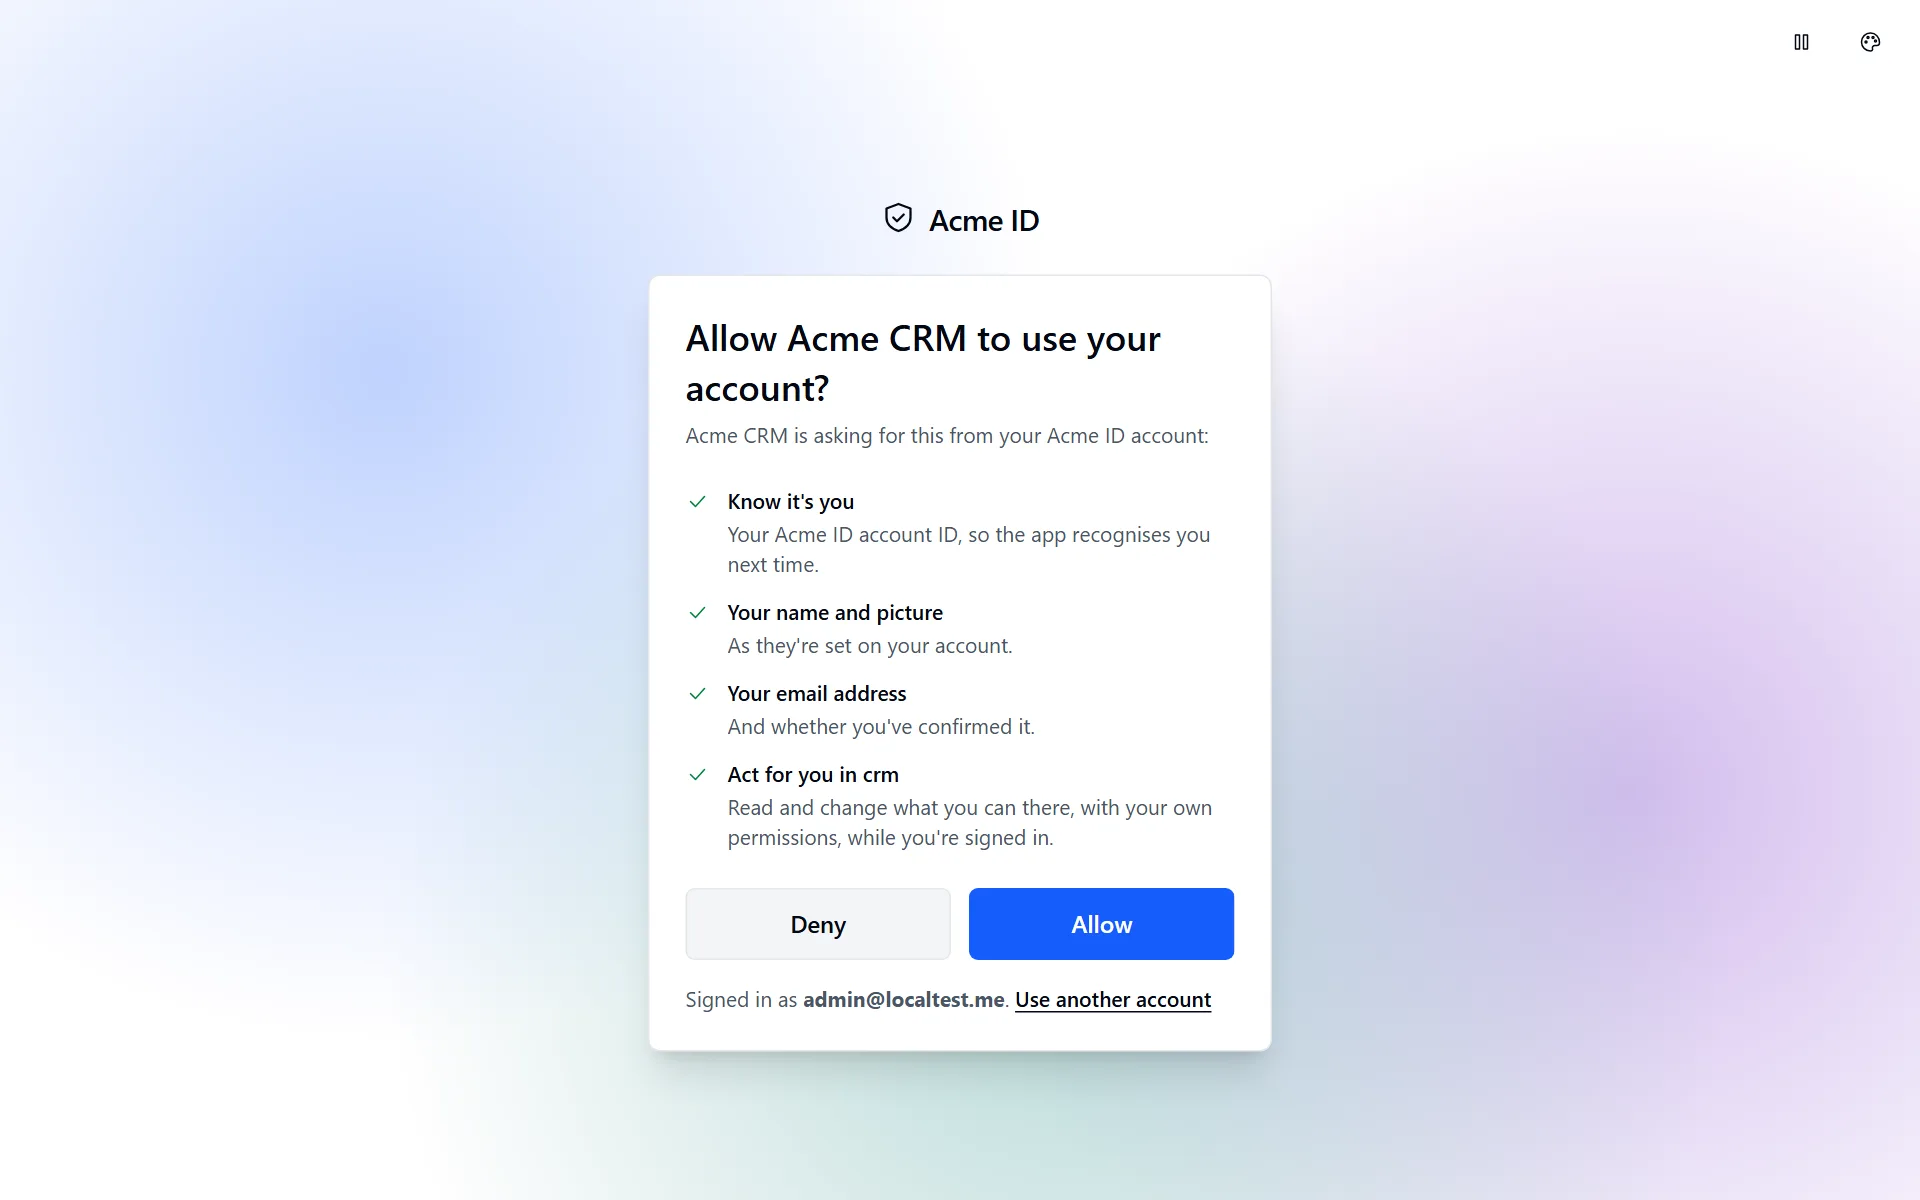 Acme ID
Allow Acme CRM to use your
account?
Acme CRM is asking for this from your Acme ID account:
Know it's you
Your Acme ID account ID, so the app recognises you
next time.
Your name and picture
As they're set on your account.
Your email address
And whether you've confirmed it.
Act for you in crm
Read and change what you can there, with your own
permissions, while you're signed in.
Deny
Allow
Signed in as admin@localtest.me. Use another account